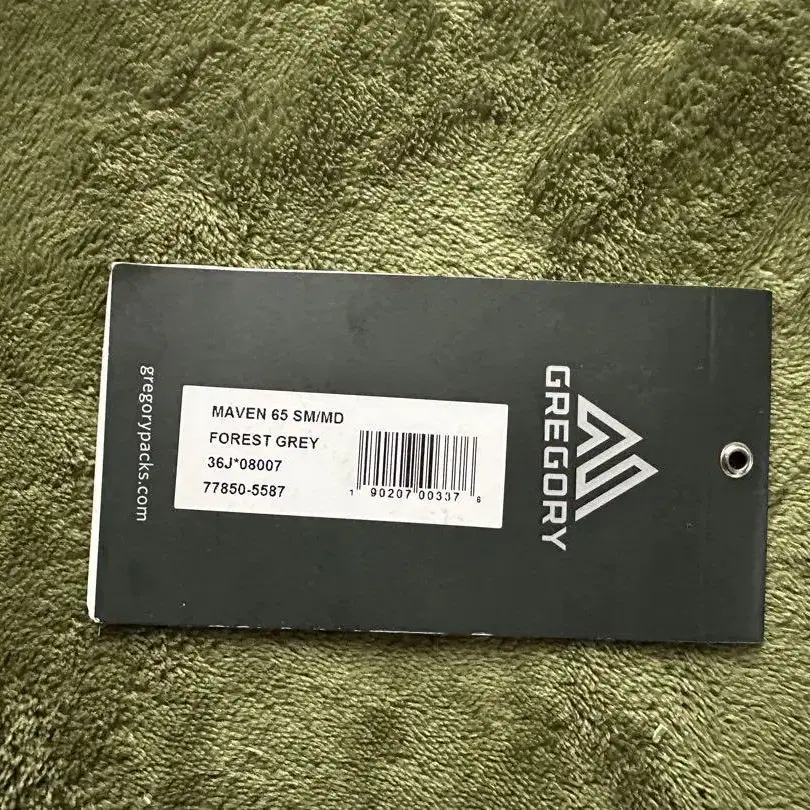 MAVEN 65 SM/MD
FOREST GREY
36J*08007
77850-5587
1 90207 00337 6
GREGORY
gregorypacks.com